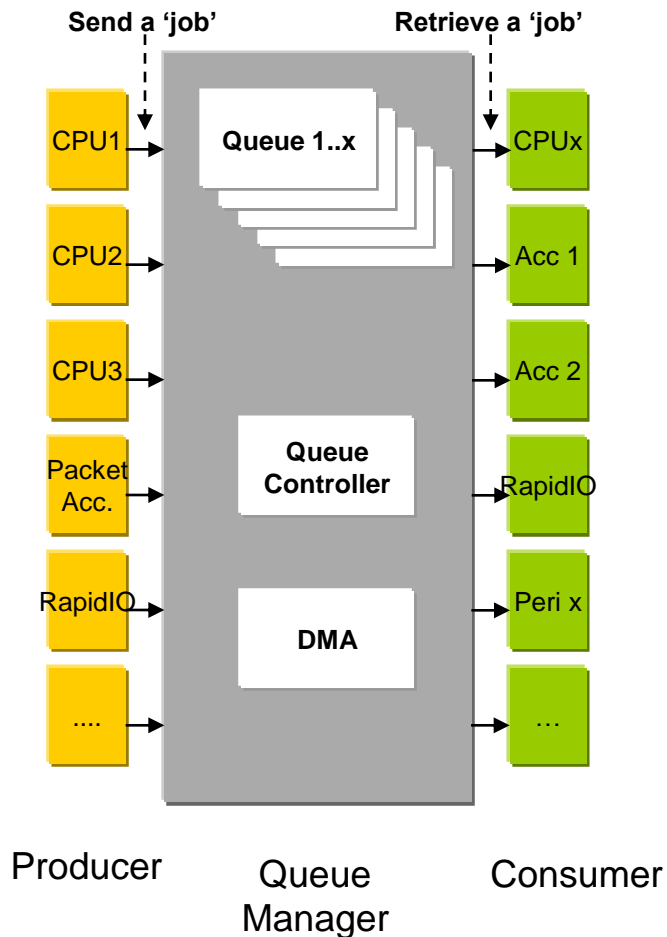 Send a ‘job’
Retrieve a ‘job’
CPU1
Queue 1..x
CPUx
CPU2
Acc 1
CPU3
Acc 2
Packet
Acc.
Queue
Controller
RapidIO
RapidIO
DMA
Peri x
....
…
Producer
Queue
Manager
Consumer